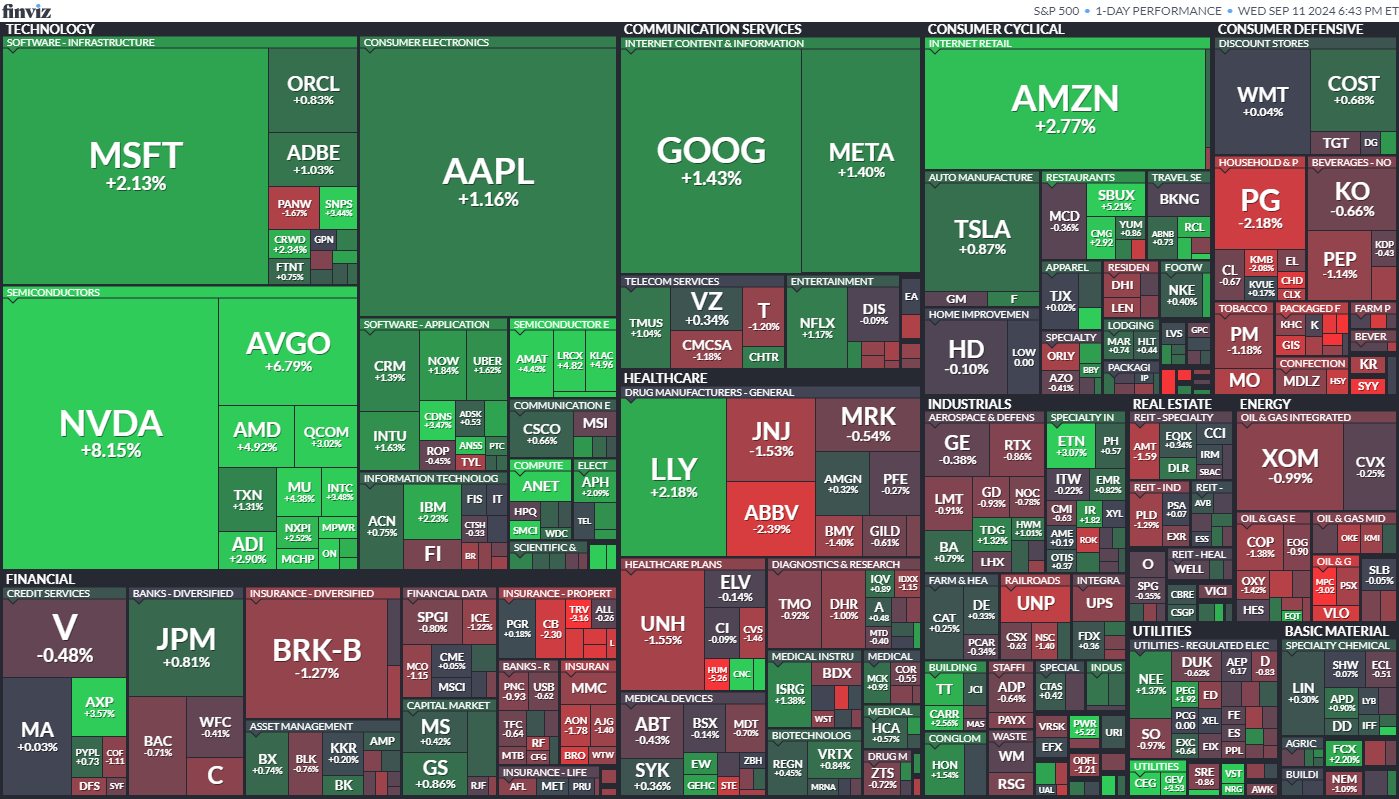 finviz
S&P 500 • 1-DAY PERFORMANCE • WED SEP 11 2024 6:43 PM ET
TECHNOLOGY
SOFTWARE - INFRASTRUCTURE
MSFT
+2.13%
ORCL
+0.83%
ADBE
+1.03%
PANW
-1.67%
SNPS
+3.44%
CRWD
+2.34%
GPN
FTNT
+0.75%
CONSUMER ELECTRONICS
AAPL
+1.16%
SEMICONDUCTORS
NVDA
+8.15%
AVGO
+6.79%
AMD
+4.92%
QCOM
+3.02%
TXN
+1.31%
MU
+4.38%
INTC
+3.48%
ADI
+2.90%
NXPI
+2.52%
MPWR
MCHP
ON
SOFTWARE - APPLICATION
CRM
+1.39%
NOW
+1.84%
UBER
+1.62%
INTU
+1.63%
CDNS
+3.47%
ADSK
+0.53
ROP
-0.45%
ANSS
PTC
TYL
SEMICONDUCTOR E
AMAT
+4.43%
LRCX
+4.82
KLAC
+4.96
COMMUNICATION E
CSCO
+0.66%
MSI
INFORMATION TECHNOLOG
ACN
+0.75%
IBM
+2.23%
FIS
IT
CTSH
-0.33
FI
BR
COMPUTE
ANET
HPQ
SMCI
WDC
ELECT
APH
+2.09%
TEL
SCIENTIFIC &
COMMUNICATION SERVICES
INTERNET CONTENT & INFORMATION
GOOG
+1.43%
META
+1.40%
TELECOM SERVICES
TMUS
+1.04%
VZ
+0.34%
T
-1.20%
CMCSA
-1.18%
CHTR
ENTERTAINMENT
NFLX
+1.17%
DIS
-0.09%
EA
CONSUMER CYCLICAL
INTERNET RETAIL
AMZN
+2.77%
AUTO MANUFACTURE
TSLA
+0.87%
GM
F
RESTAURANTS
MCD
-0.36%
SBUX
+5.21%
CMG
+2.92
YUM
+0.86
TRAVEL SE
BKNG
ABNB
+0.73
RCL
HOME IMPROVEMEN
HD
-0.10%
LOW
0.00
APPAREL
TJX
+0.02%
RESIDEN
DHI
LEN
FOOTW
NKE
+0.40%
SPECIALTY
ORLY
AZO
-0.41%
BBY
LODGING
MAR
+0.74
HLT
+0.44
PACKAGI
IP
LVS
GPC
CONSUMER DEFENSIVE
DISCOUNT STORES
WMT
+0.04%
COST
+0.68%
TGT
DG
HOUSEHOLD & P
PG
-2.18%
CL
-0.67
KMB
-2.08%
EL
KVUE
+0.17%
CHD
CLX
BEVERAGES - NO
KO
-0.66%
PEP
-1.14%
KDP
-0.43
TOBACCO
PM
-1.18%
MO
PACKAGED F
KHC
K
GIS
FARM P
BEVER
CONFECTION
MDLZ
HSY
KR
SYY
HEALTHCARE
DRUG MANUFACTURERS - GENERAL
LLY
+2.18%
JNJ
-1.53%
ABBV
-2.39%
MRK
-0.54%
AMGN
+0.32%
PFE
-0.27%
BMY
-1.40%
GILD
-0.61%
HEALTHCARE PLANS
UNH
-1.55%
ELV
-0.14%
CI
-0.09%
CVS
-1.46
HUM
-5.26
CNC
DIAGNOSTICS & RESEARCH
TMO
-0.92%
DHR
-1.00%
IQV
+0.89
IDXX
-1.15
A
+0.48
MTD
-0.40
MEDICAL DEVICES
ABT
-0.43%
BSX
-0.14%
MDT
-0.70%
SYK
+0.36%
EW
ZBH
GEHC
STE
MEDICAL INSTRU
ISRG
+1.38%
BDX
WST
BIOTECHNOLOGY
REGN
+0.45%
VRTX
+0.84%
MRNA
MEDICAL
MCK
+0.93
COR
-0.55
MEDICAL
HCA
+0.57%
DRUG M
ZTS
-0.72%
INDUSTRIALS
AEROSPACE & DEFENS
GE
-0.38%
RTX
-0.86%
LMT
-0.91%
GD
-0.93%
NOC
-0.78%
BA
+0.79%
TDG
+1.32%
HWM
+1.01%
LHX
SPECIALTY IN
ETN
+3.07%
PH
+0.57
ITW
-0.22%
EMR
+0.82%
CMI
-0.63
IR
+1.82
XYL
AME
+0.19
ROK
OTIS
+0.37
FARM & HEA
CAT
+0.25%
DE
+0.33%
PCAR
-0.34%
RAILROADS
UNP
CSX
-0.63
NSC
-1.40
INTEGRA
UPS
FDX
+0.36
BUILDING
TT
JCI
CARR
+2.56%
MAS
CONGLOM
HON
+1.54%
STAFFI
ADP
-0.64%
PAYX
WASTE
WM
RSG
SPECIAL
CTAS
+0.42
INDUS
VRSK
PWR
+5.22
URI
EFX
ODFL
-1.21
UAL
REAL ESTATE
REIT - SPECIALTY
AMT
-1.59
EQIX
+0.34%
CCI
DLR
IRM
SBAC
REIT - IND
PLD
-1.29%
PSA
+0.07
EXR
REIT -
AVB
ESS
O
SPG
-0.35%
REIT - HEAL
WELL
CBRE
VICI
CSGP
ENERGY
OIL & GAS INTEGRATED
XOM
-0.99%
CVX
-0.25%
OIL & GAS E
COP
-1.38%
EOG
-0.90
OXY
-1.42%
HES
EQT
OIL & GAS MID
OKE
KMI
OIL & G
MPC
-3.02
PSX
VLO
SLB
-0.05%
UTILITIES
UTILITIES - REGULATED ELEC
NEE
+1.37%
DUK
-0.62%
AEP
-0.17
D
-0.83
SO
-0.97%
PEG
+1.92
ED
PCG
0.00
XEL
FE
ES
EXC
+0.64
EIX
PPL
UTILITIES
CEG
GEV
+3.53
SRE
-0.86
VST
NRG
AWK
BASIC MATERIAL
SPECIALTY CHEMICAL
LIN
+0.30%
SHW
-0.07%
ECL
-0.51
APD
+0.90%
LYB
DD
IFF
AGRIC
FCX
+2.20%
BUILDI
NEM
-1.09%
FINANCIAL
CREDIT SERVICES
V
-0.48%
MA
+0.03%
AXP
+3.57%
PYPL
+0.73
COF
-1.11
DFS
SYF
BANKS - DIVERSIFIED
JPM
+0.81%
BAC
-0.71%
WFC
-0.41%
C
INSURANCE - DIVERSIFIED
BRK-B
-1.27%
ASSET MANAGEMENT
BX
+0.74%
BLK
-0.76%
KKR
+0.20%
AMP
BK
FINANCIAL DATA
SPGI
-0.80%
ICE
-1.22%
MCO
-1.15
CME
+0.05%
MSCI
CAPITAL MARKET
MS
+0.42%
GS
+0.86%
RJF
INSURANCE - PROPERT
PGR
+0.18%
CB
-2.30
TRV
-3.16
ALL
-0.26
L
BANKS - R
PNC
-0.93
USB
-0.62
TFC
-0.64
RF
MTB
CFG
INSURAN
MMC
AON
-1.78
AJG
-1.40
BRO
WTW
INSURANCE - LIFE
AFL
MET
PRU